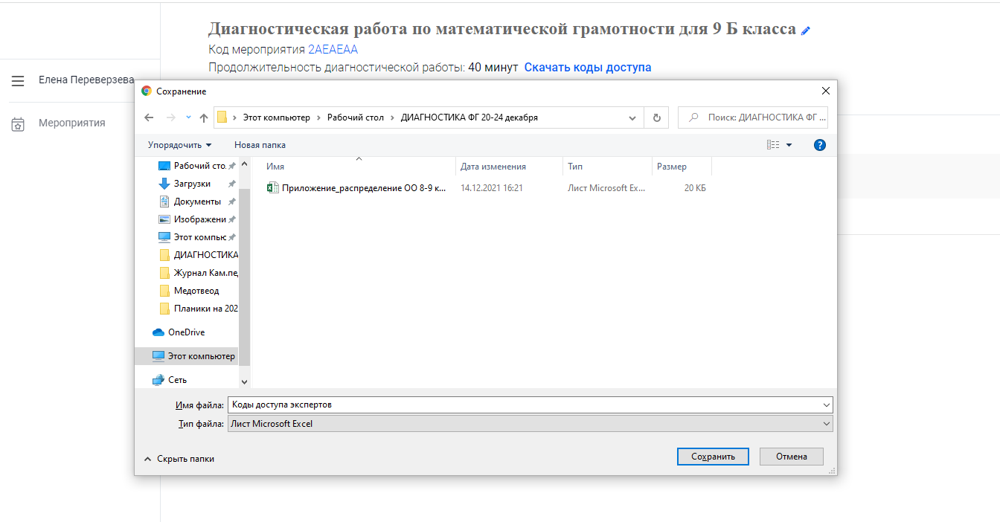 Диагностическая работа по математической грамотности для 9 Б класса
Код мероприятия 2AEAEAA
Продолжительность диагностической работы: 40 минут Скачать коды доступа
Елена Переверзева
Мероприятия
Сохранение
Этот компьютер › Рабочий стол › ДИАГНОСТИКА ФГ 20-24 декабря
Поиск: ДИАГНОСТИКА ФГ ...
Упорядочить
Новая папка
Рабочий сто.
Загрузки
Документы
Изображени
Этот компью
ДИАГНОСТИКА
Журнал Кам.пе
Медотвеод
Планики на 202
OneDrive
Этот компьютер
Сеть
Имя Дата изменения Тип Размер
Приложение_распределение ОО 8-9 к... 14.12.2021 16:21 Лист Microsoft Ex... 20 КБ
Имя файла: Коды доступа экспертов
Тип файла: Лист Microsoft Excel
Скрыть папки
Сохранить
Отмена